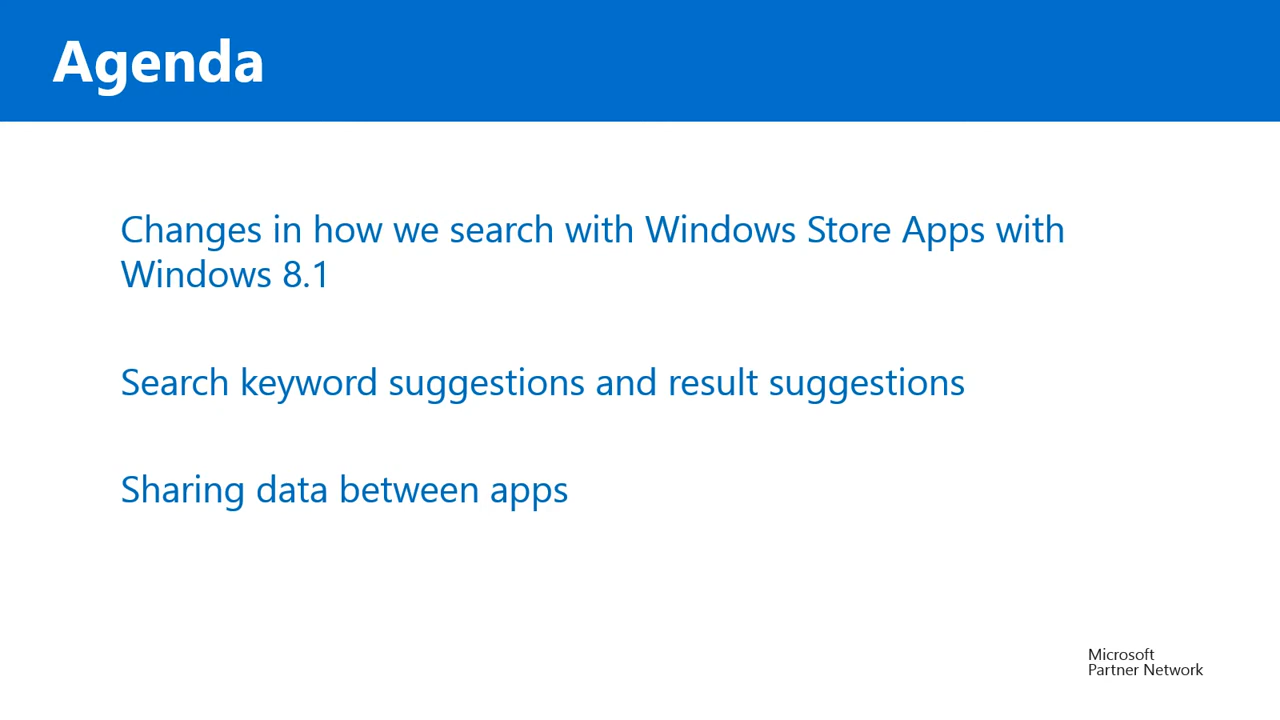 Agenda
Changes in how we search with Windows Store Apps with
Windows 8.1
Search keyword suggestions and result suggestions
Sharing data between apps
Microsoft
Partner Network